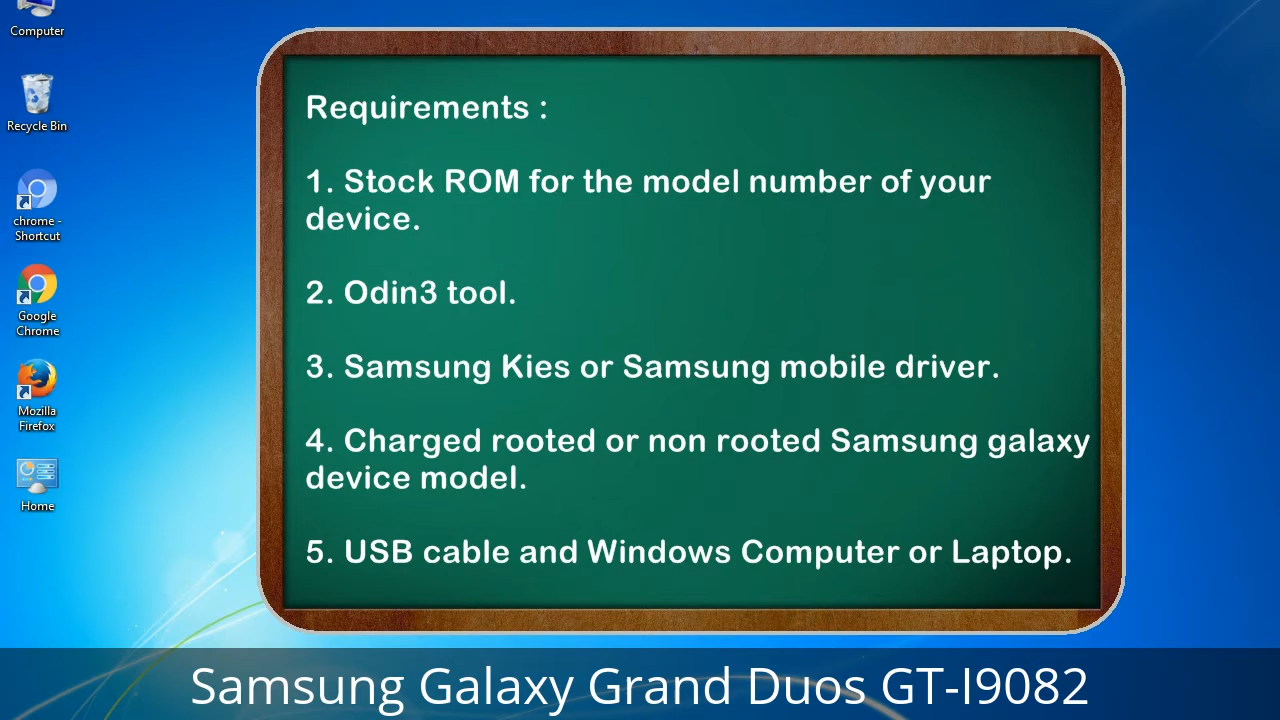 Computer
Recycle Bin
chrome -
Shortcut
Google
Chrome
Mozilla
Firefox
Home
Requirements :
1. Stock ROM for the model number of your
device.
2. Odin3 tool.
3. Samsung Kies or Samsung mobile driver.
4. Charged rooted or non rooted Samsung galaxy
device model.
5. USB cable and Windows Computer or Laptop.
Samsung Galaxy Grand Duos GT-I9082